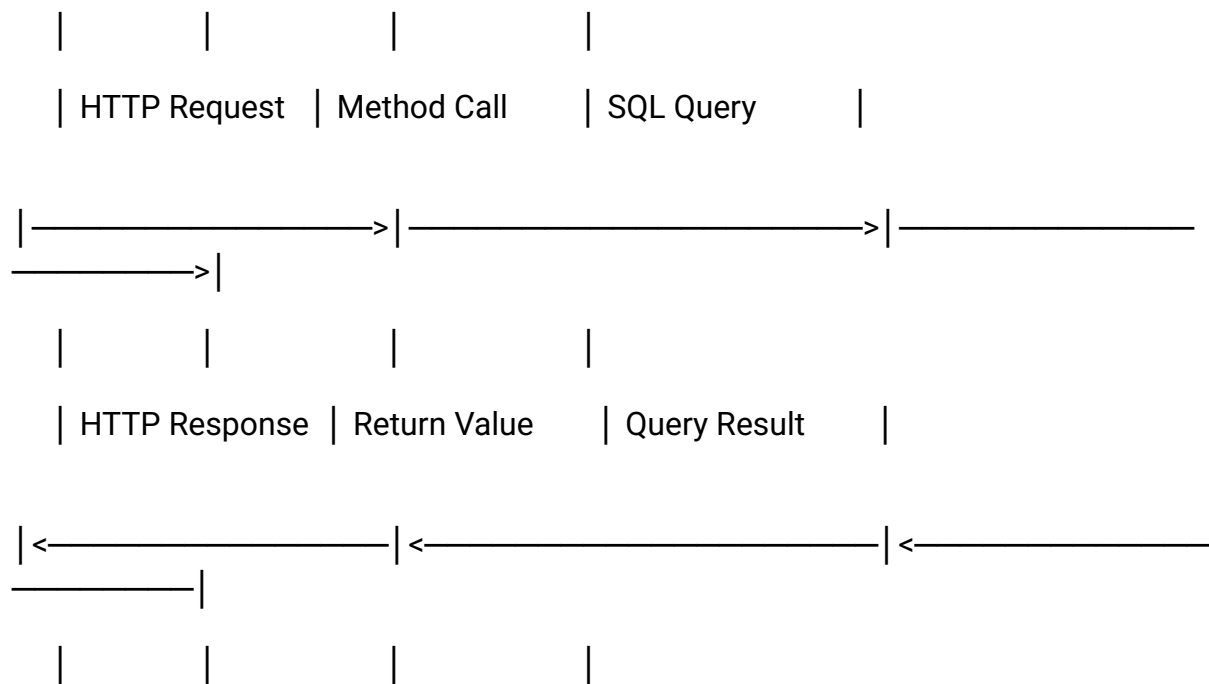 | | | |
| HTTP Request | Method Call | SQL Query |
|───────────────>|─────────────────────>|──────────────
─────────>|
| | | |
| HTTP Response | Return Value | Query Result |
|<───────────────|<─────────────────────|<──────────────
─────────|
| | | |